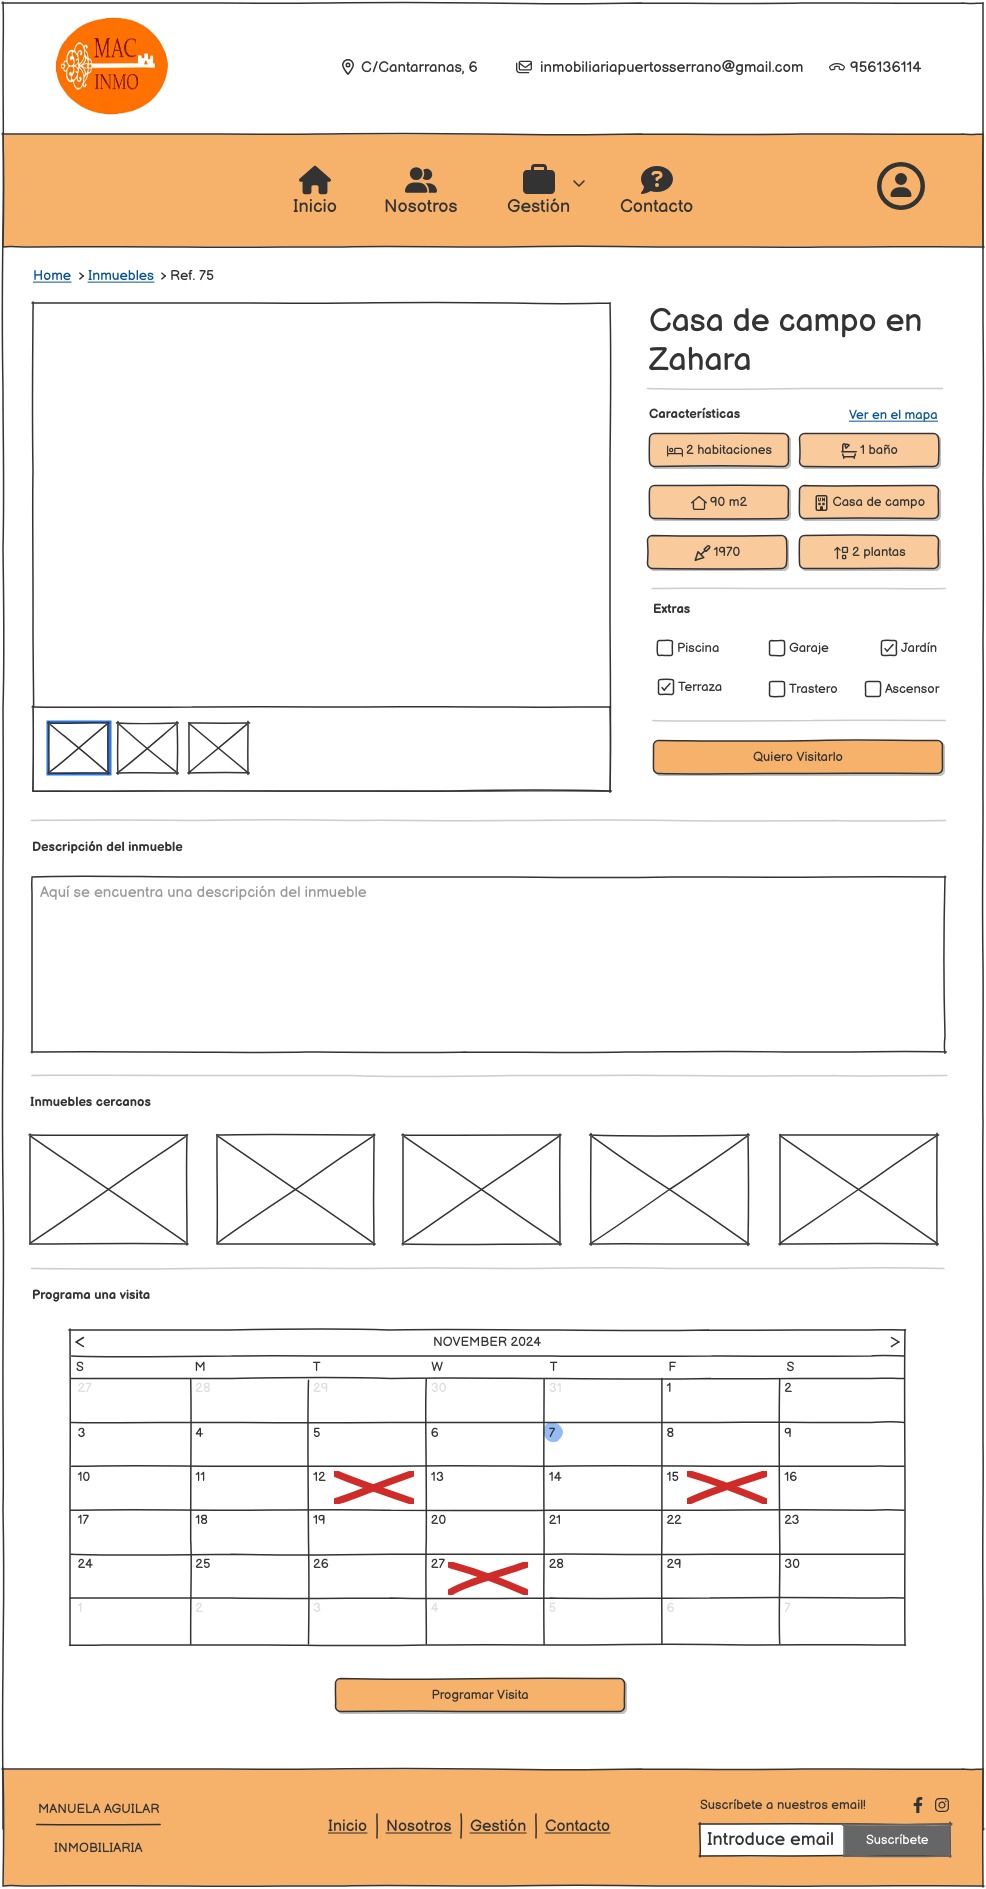 MAC
INMO
C/Cantarranas, 6
inmobiliariapuertosserrano@gmail.com
956136114
Inicio
Nosotros
Gestión
Contacto
Home > Inmuebles > Ref. 75
Casa de campo en
Zahara
Características
Ver en el mapa
2 habitaciones
1 baño
90 m2
Casa de campo
1970
2 plantas
Extras
Piscina
Garaje
Jardín
Terraza
Trastero
Ascensor
Quiero Visitarlo
Descripción del inmueble
Aquí se encuentra una descripción del inmueble
Inmuebles cercanos
Programa una visita
< NOVEMBER 2024 >
S M T W T F S
27 28 29 30 31 1 2
3 4 5 6 7 8 9
10 11 12 13 14 15 16
17 18 19 20 21 22 23
24 25 26 27 28 29 30
1 2 3 4 5 6 7
Programar Visita
MANUELA AGUILAR
INMOBILIARIA
Inicio | Nosotros | Gestión | Contacto
Suscríbete a nuestros email!
Introduce email
Suscríbete